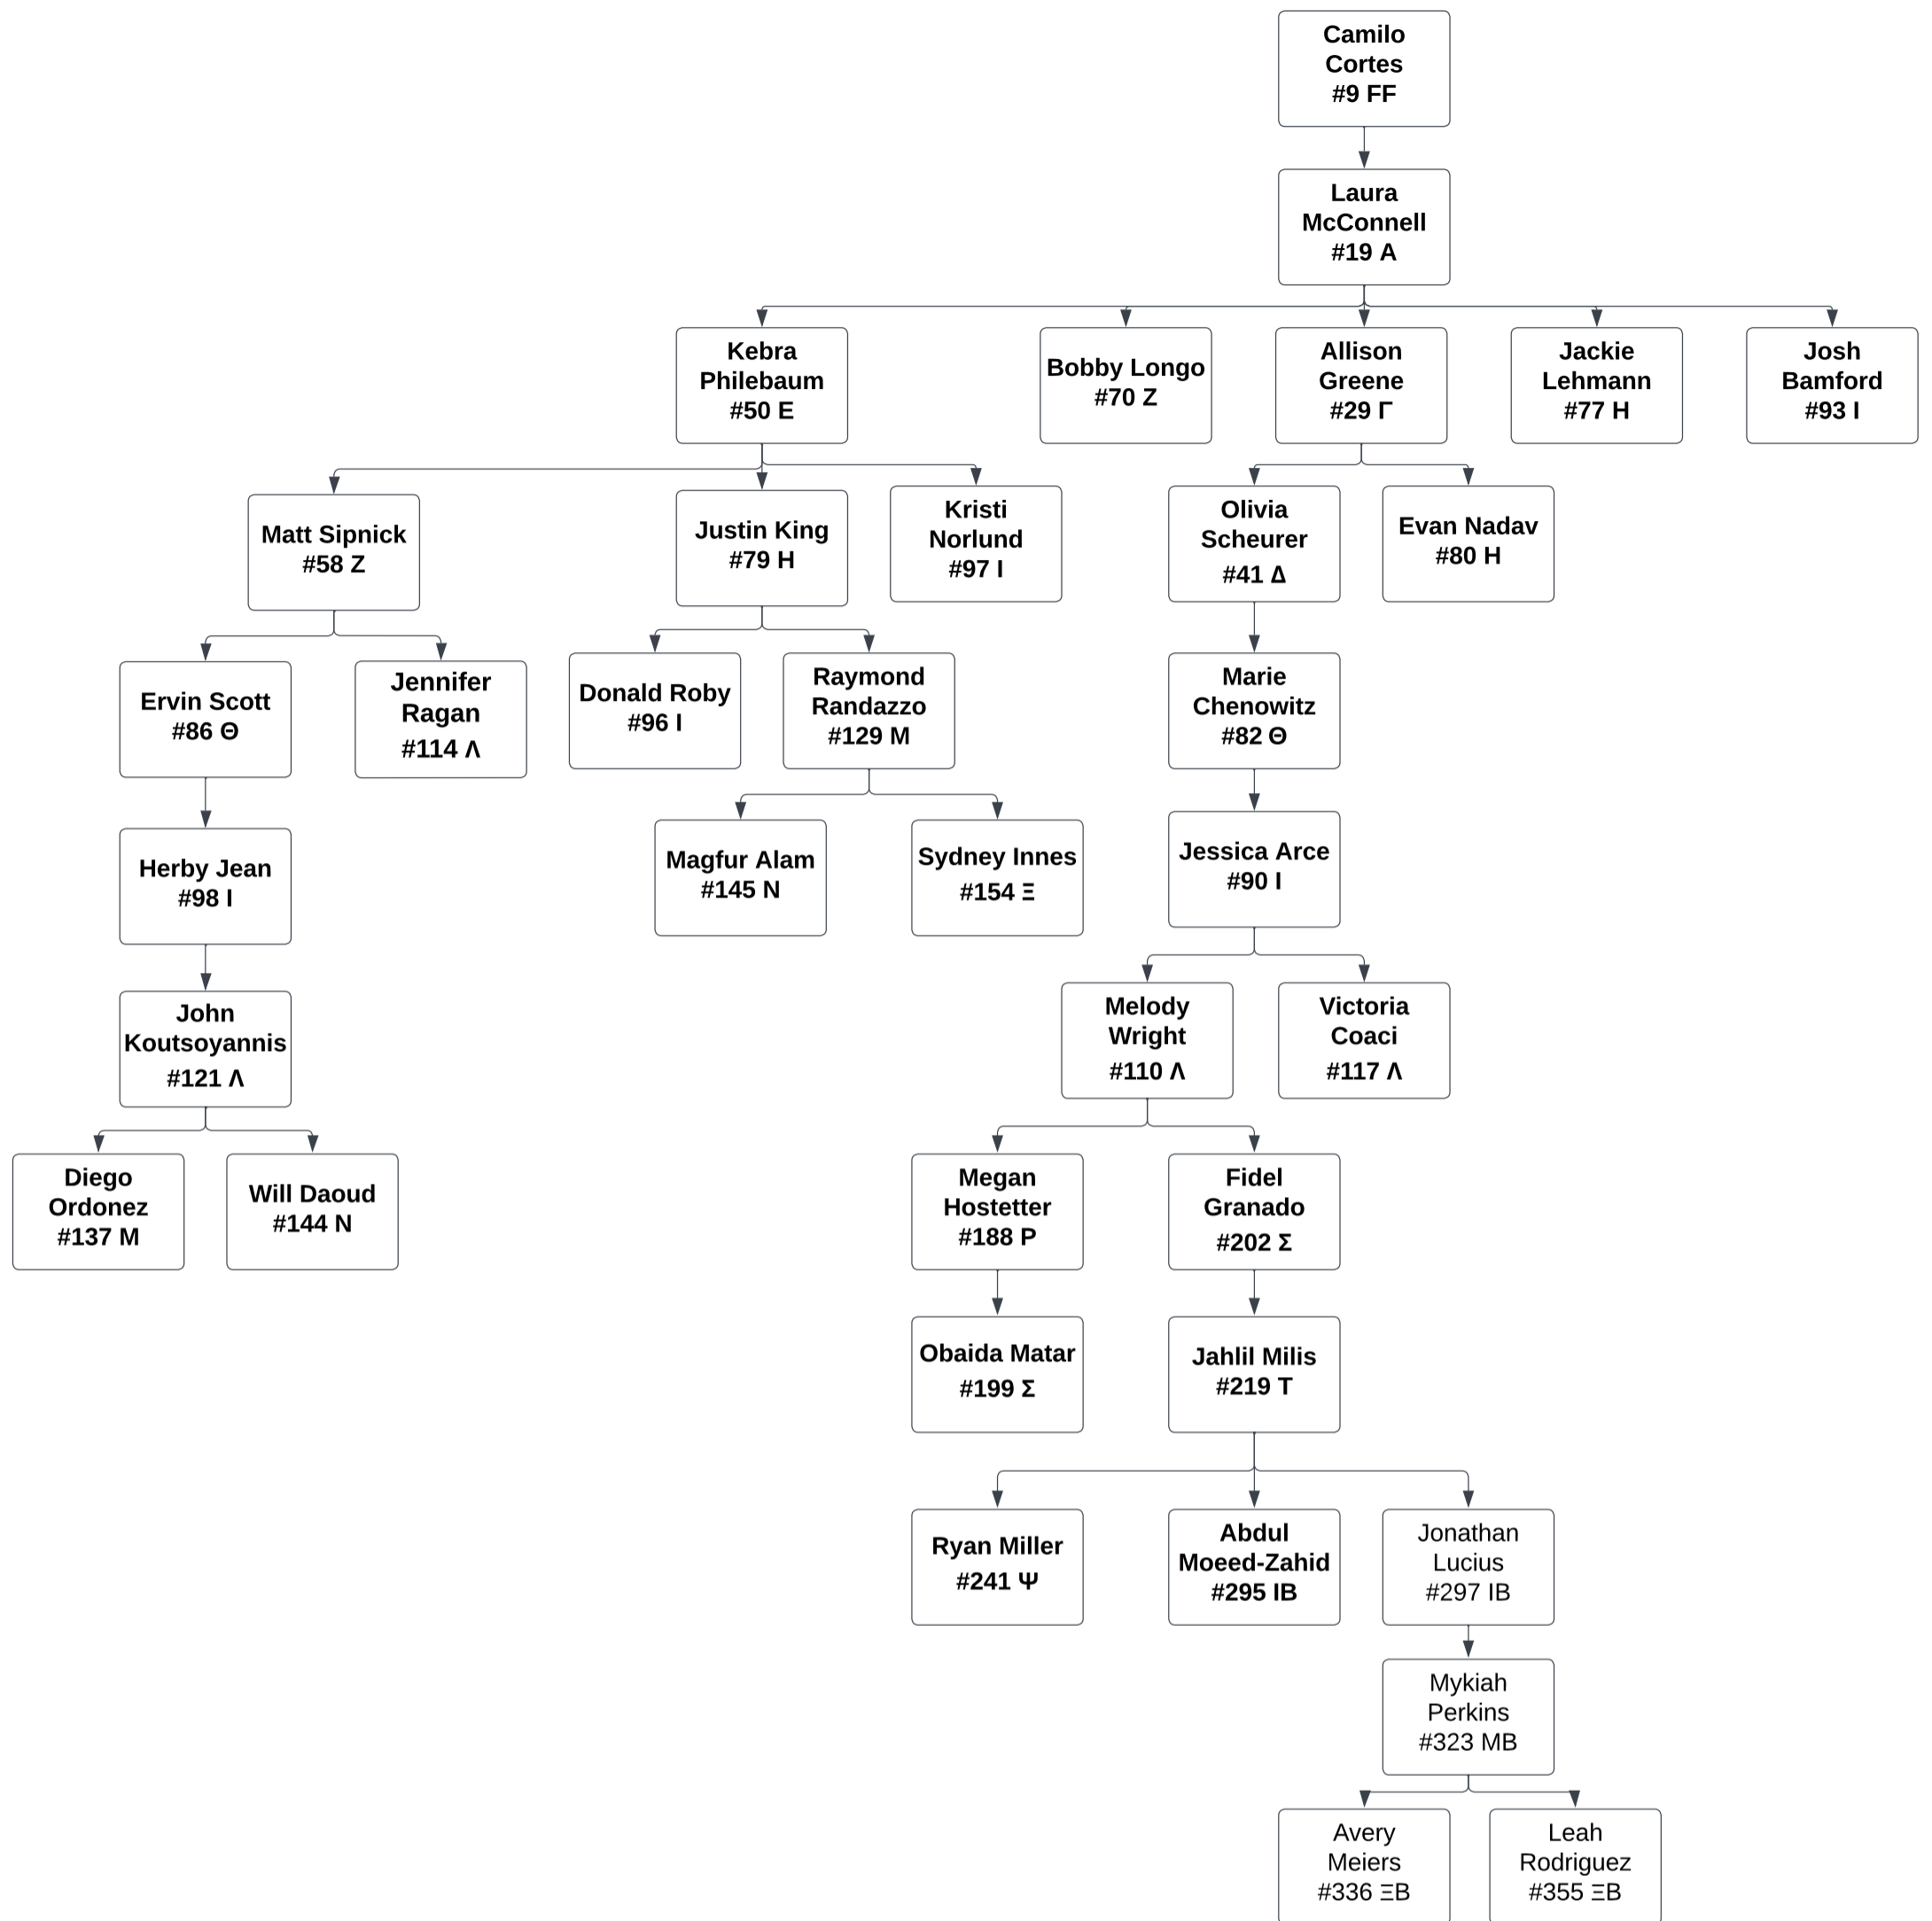 Camilo
Cortes
#9 FF
Laura
McConnell
#19 A
Kebra
Philebaum
#50 E
Bobby Longo
#70 Z
Allison
Greene
#29 Γ
Jackie
Lehmann
#77 H
Josh
Bamford
#93 I
Matt Sipnick
#58 Z
Justin King
#79 H
Kristi
Norlund
#97 I
Olivia
Scheurer
#41 Δ
Evan Nadav
#80 H
Ervin Scott
#86 Θ
Jennifer
Ragan
#114 Λ
Donald Roby
#96 I
Raymond
Randazzo
#129 M
Marie
Chenowitz
#82 Θ
Herby Jean
#98 I
Magfur Alam
#145 N
Sydney Innes
#154 Ξ
Jessica Arce
#90 I
John
Koutsoyannis
#121 Λ
Melody
Wright
#110 Λ
Victoria
Coaci
#117 Λ
Diego
Ordonez
#137 M
Will Daoud
#144 N
Megan
Hostetter
#188 P
Fidel
Granado
#202 Σ
Obaida Matar
#199 Σ
Jahlil Milis
#219 T
Ryan Miller
#241 Ψ
Abdul
Moeed-Zahid
#295 IB
Jonathan
Lucius
#297 IB
Mykiah
Perkins
#323 MB
Avery
Meiers
#336 ΞB
Leah
Rodriguez
#355 ΞB